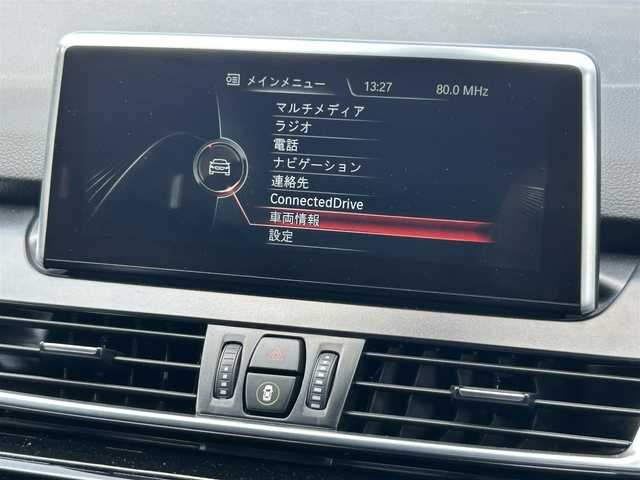 メインメニュー 13:27 80.0 MHz
マルチメディア
ラジオ
電話
ナビゲーション
連絡先
ConnectedDrive
車両情報
設定